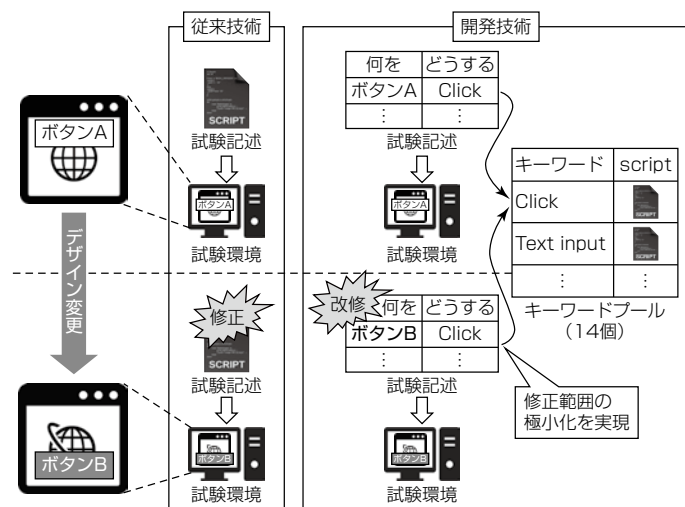 従来技術
開発技術
ボタンA
デザイン変更
ボタンB
SCRIPT
試験記述
ボタンA
試験環境
修正
SCRIPT
試験記述
ボタンB
試験環境
何を どうする
ボタンA Click
⋮ ⋮
試験記述
ボタンA
試験環境
改修
何を どうする
ボタンB Click
⋮ ⋮
試験記述
ボタンB
試験環境
キーワード script
Click
Text input
⋮ ⋮
キーワードプール
（14個）
修正範囲の
極小化を実現